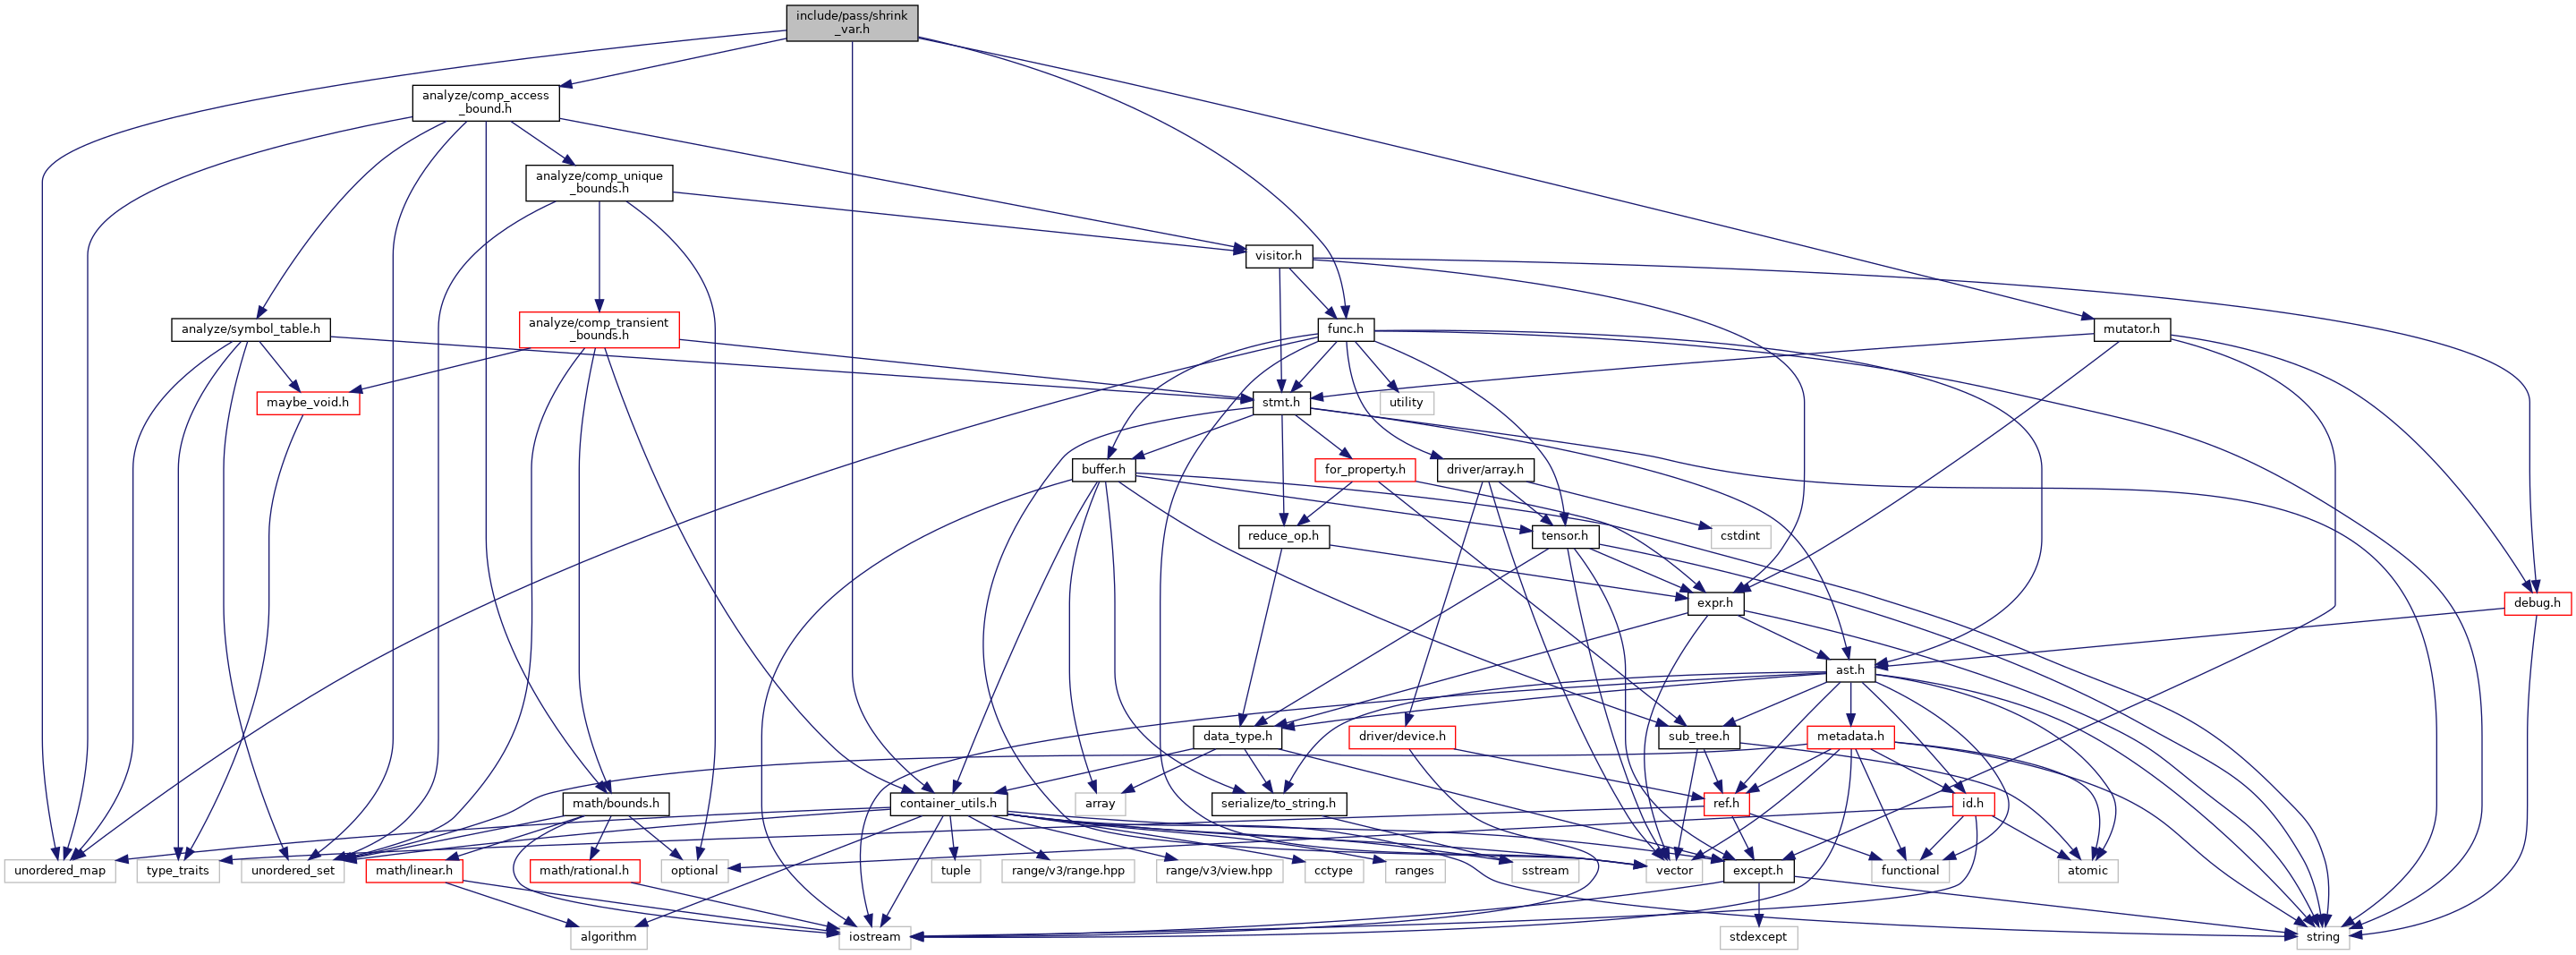 include/pass/shrink
_var.h
analyze/comp_access
_bound.h
analyze/comp_unique
_bounds.h
visitor.h
analyze/symbol_table.h
analyze/comp_transient
_bounds.h
func.h
mutator.h
maybe_void.h
stmt.h
utility
buffer.h
for_property.h
driver/array.h
reduce_op.h
tensor.h
cstdint
expr.h
debug.h
ast.h
data_type.h
driver/device.h
sub_tree.h
metadata.h
math/bounds.h
container_utils.h
array
serialize/to_string.h
ref.h
id.h
unordered_map
type_traits
unordered_set
math/linear.h
math/rational.h
optional
tuple
range/v3/range.hpp
range/v3/view.hpp
cctype
ranges
sstream
vector
except.h
functional
atomic
algorithm
iostream
stdexcept
string